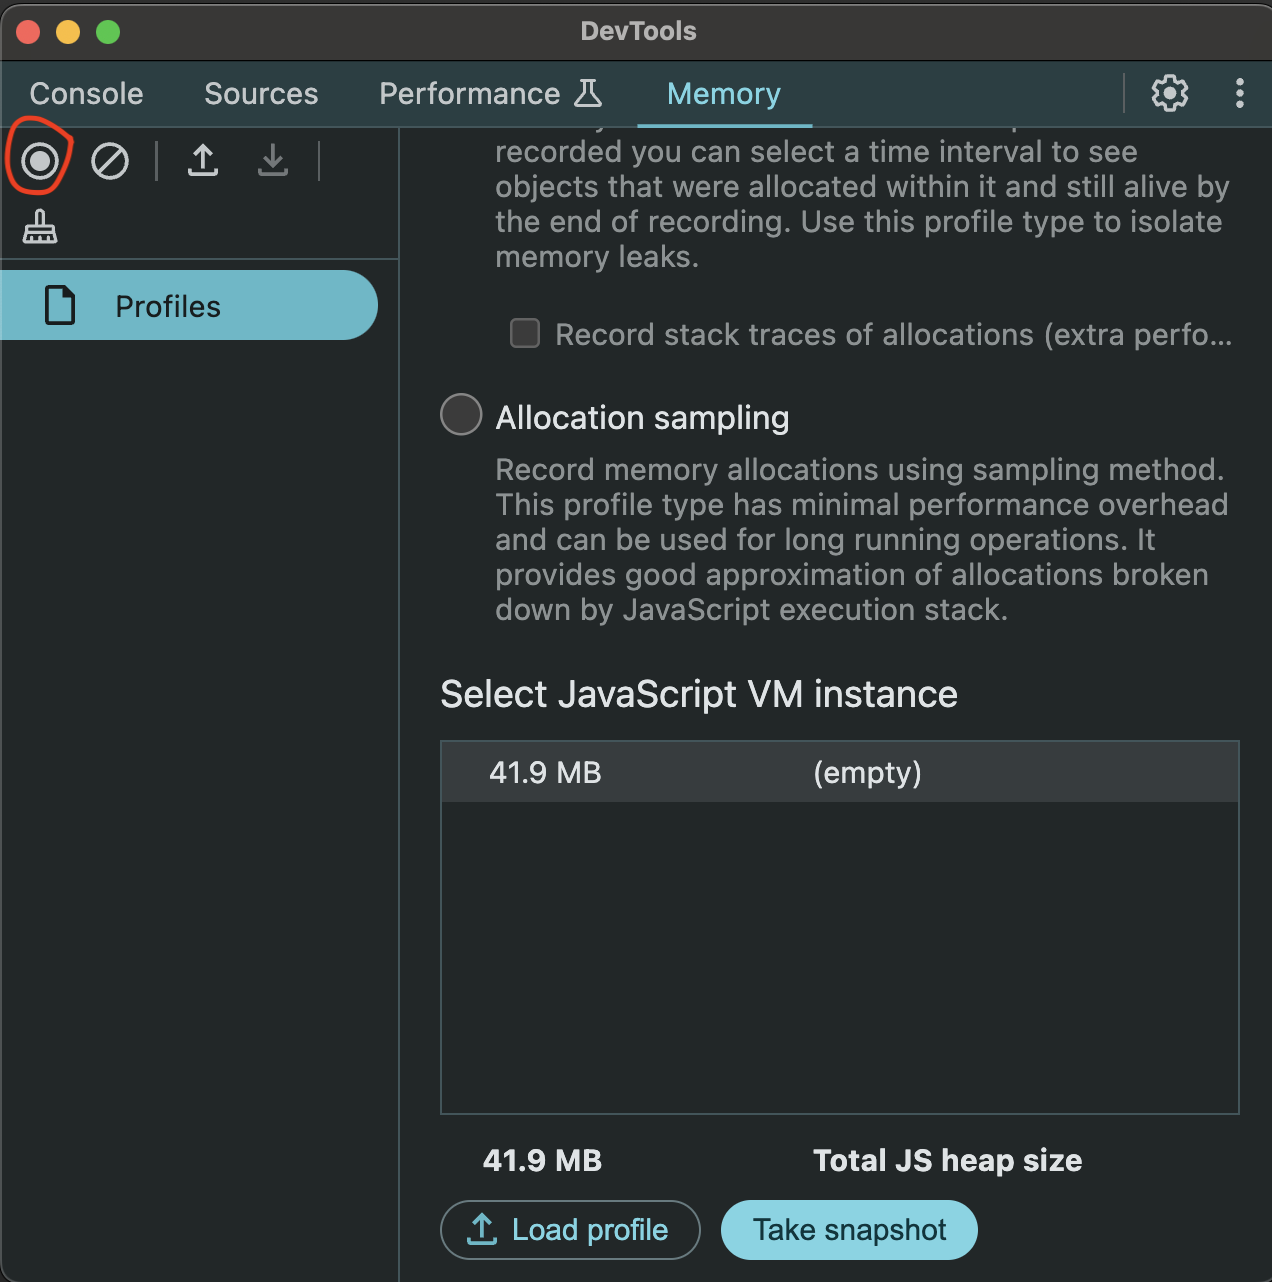 DevTools
Console
Sources
Performance
Memory
recorded you can select a time interval to see
objects that were allocated within it and still alive by
the end of recording. Use this profile type to isolate
memory leaks.
Profiles
Record stack traces of allocations (extra perfo...
Allocation sampling
Record memory allocations using sampling method.
This profile type has minimal performance overhead
and can be used for long running operations. It
provides good approximation of allocations broken
down by JavaScript execution stack.
Select JavaScript VM instance
41.9 MB (empty)
41.9 MB Total JS heap size
Load profile
Take snapshot